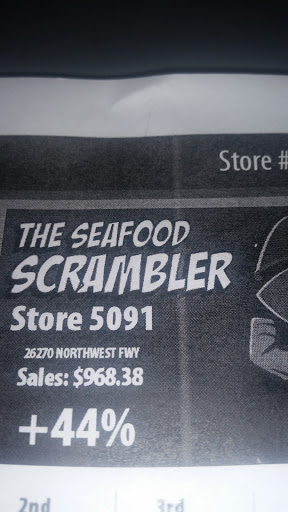 Store #
THE SEAFOOD
SCRAMBLER
Store 5091
26270 NORTHWEST FWY
Sales: $968.38
+44%
2nd 3rd